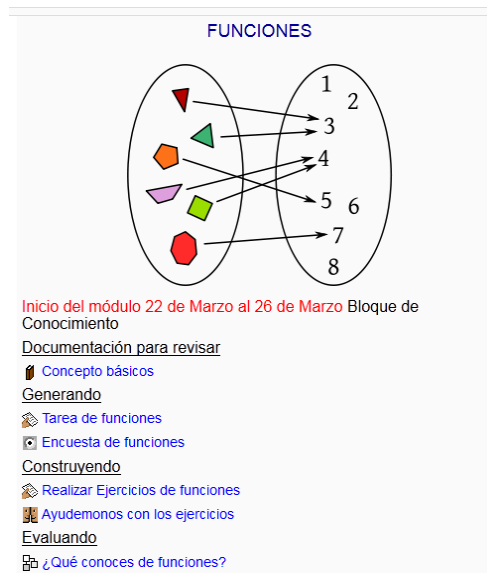 FUNCIONES
1
2
3
4
5
6
7
8
Inicio del módulo 22 de Marzo al 26 de Marzo Bloque de
Conocimiento
Documentación para revisar
Concepto básicos
Generando
Tarea de funciones
Encuesta de funciones
Construyendo
Realizar Ejercicios de funciones
Ayudemonos con los ejercicios
Evaluando
¿Qué conoces de funciones?